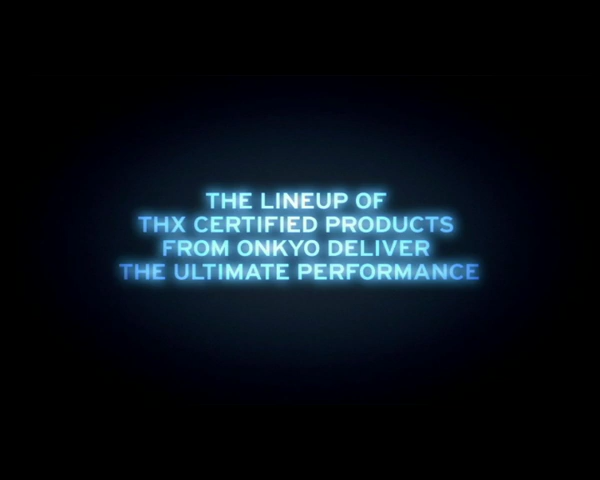 THE LINEUP OF
THX CERTIFIED PRODUCTS
FROM ONKYO DELIVER
THE ULTIMATE PERFORMANCE